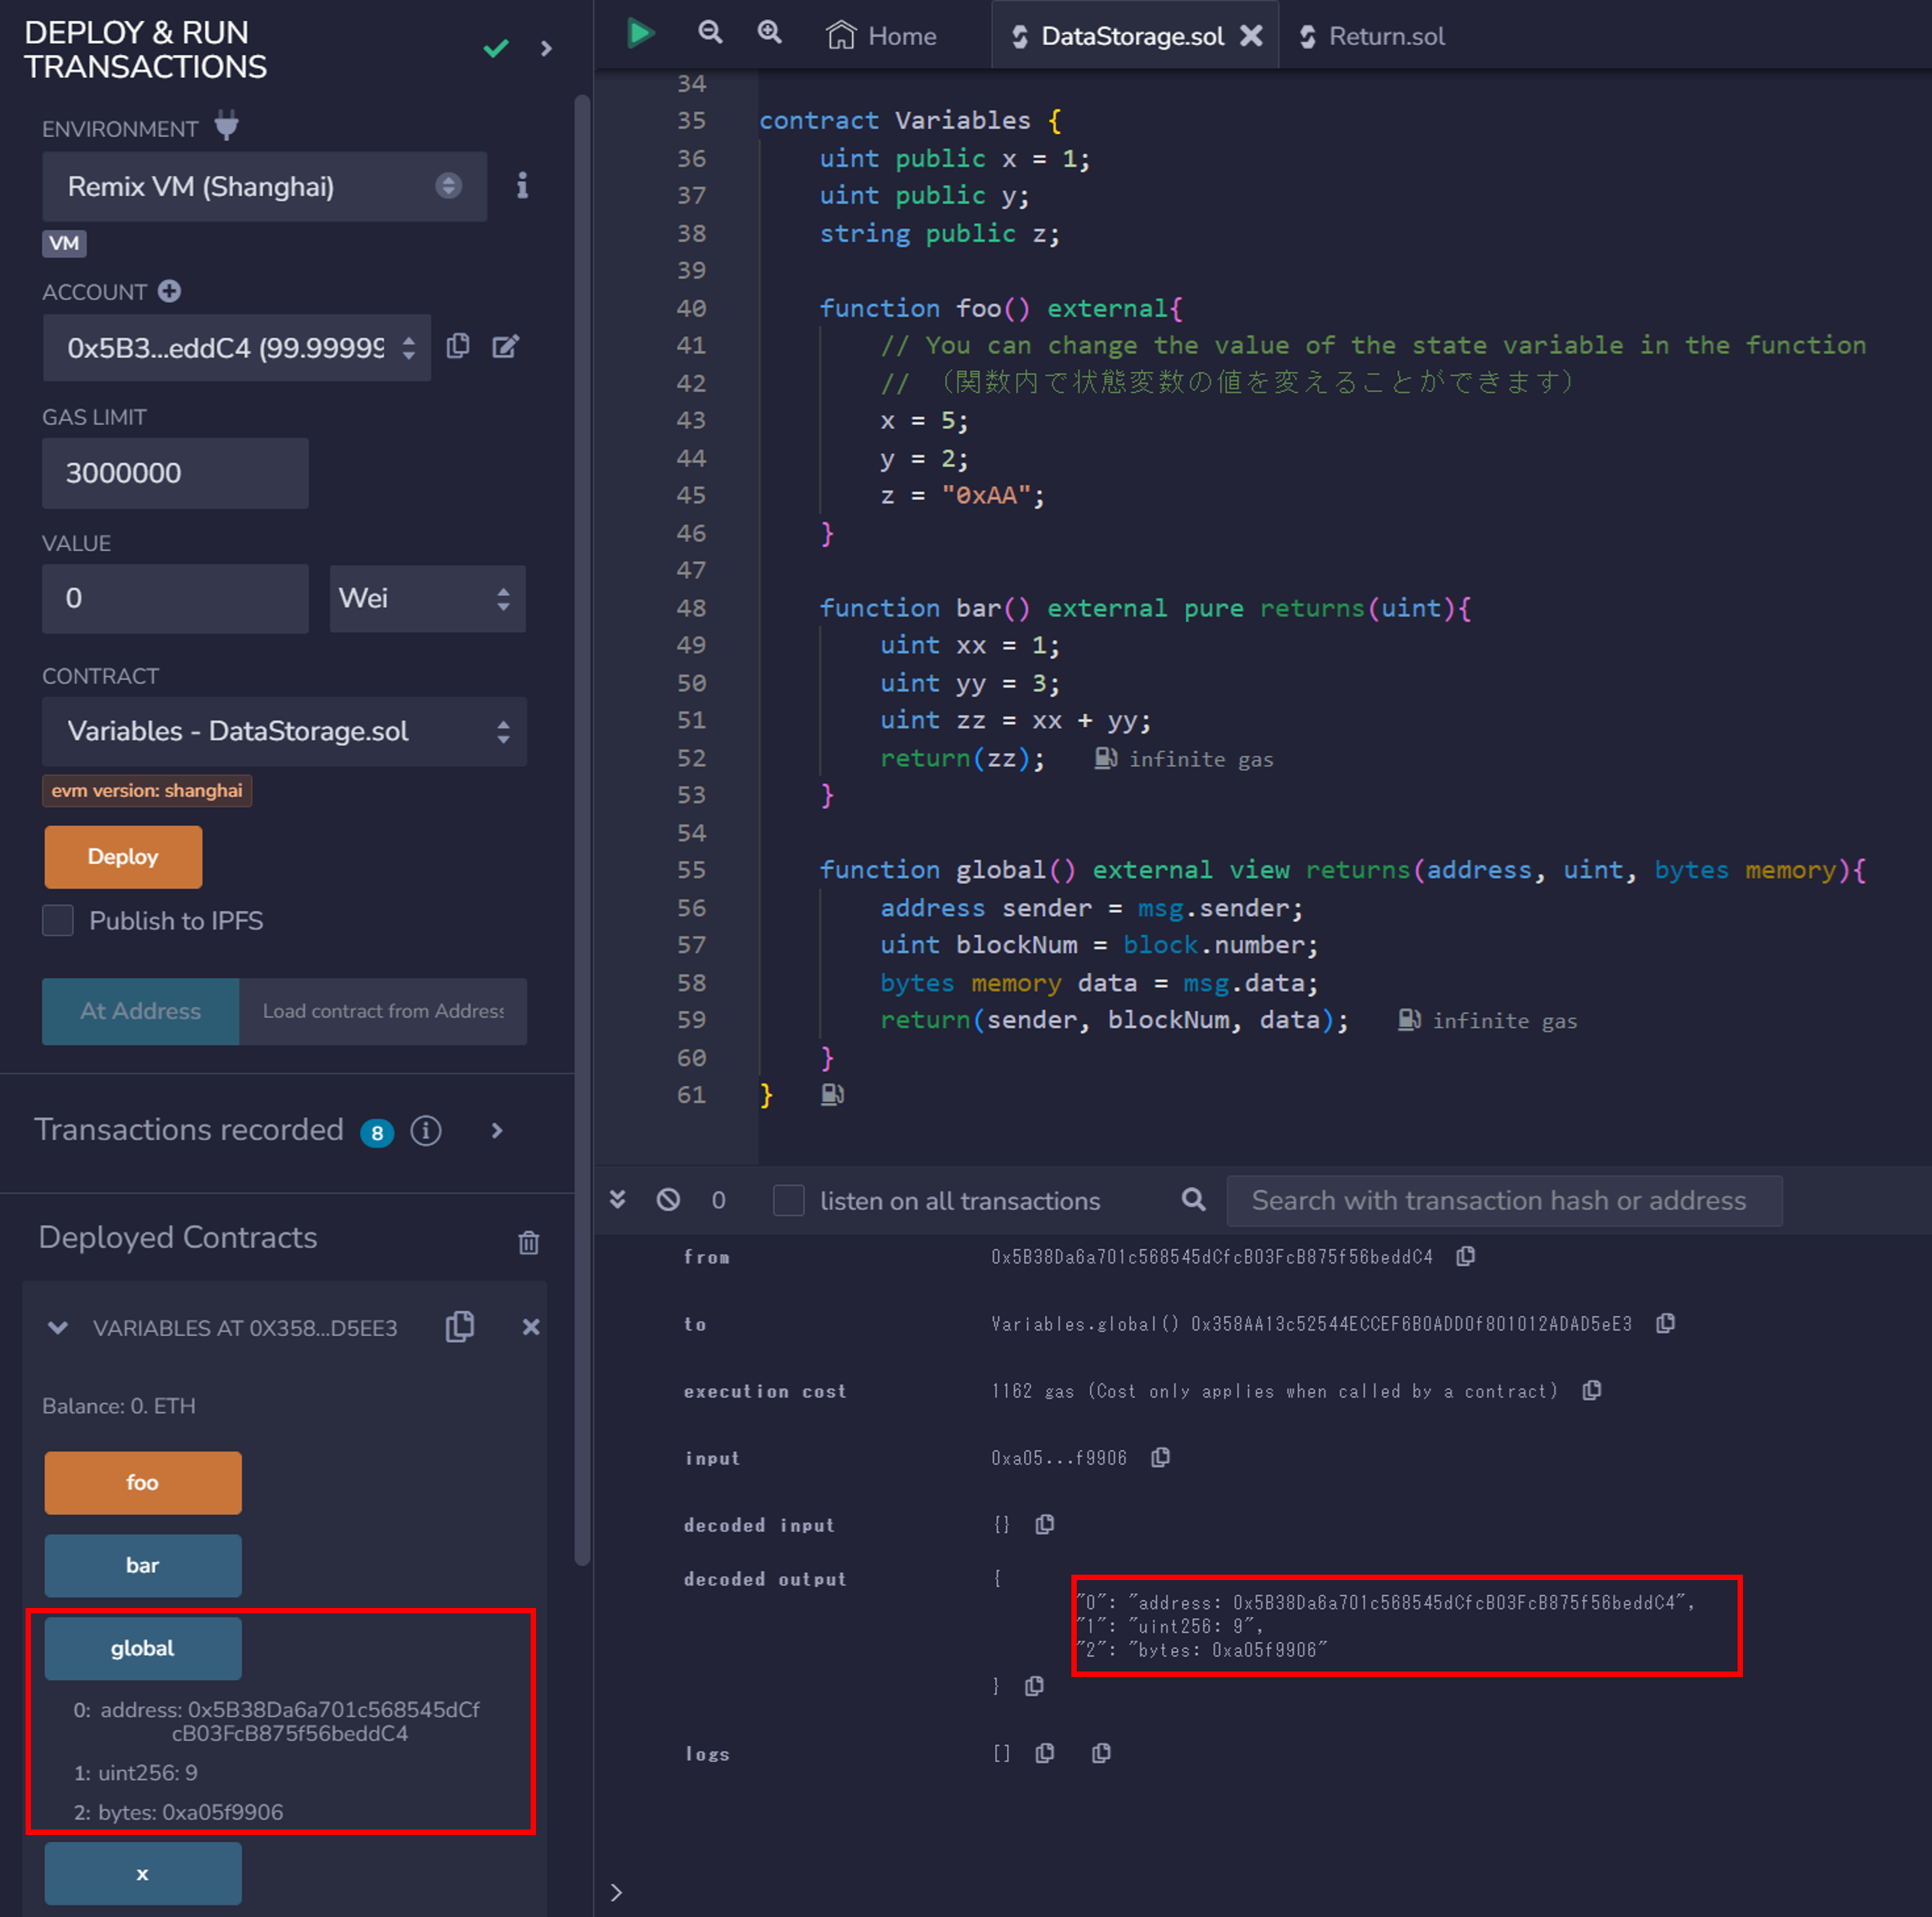 DEPLOY & RUN
TRANSACTIONS
ENVIRONMENT
Remix VM (Shanghai)
VM
ACCOUNT
0x5B3...eddC4 (99.99999
GAS LIMIT
3000000
VALUE
0
Wei
CONTRACT
Variables - DataStorage.sol
evm version: shanghai
Deploy
Publish to IPFS
At Address
Load contract from Address
Transactions recorded 8
Deployed Contracts
VARIABLES AT 0X358...D5EE3
Balance: 0. ETH
foo
bar
global
0: address: 0x5B38Da6a701c568545dCf
cB03FcB875f56beddC4
1: uint256: 9
2: bytes: 0xa05f9906
x
Home
DataStorage.sol
Return.sol
34
35 contract Variables {
36 uint public x = 1;
37 uint public y;
38 string public z;
39
40 function foo() external{
41 // You can change the value of the state variable in the function
42 // （関数内で状態変数の値を変えることができます）
43 x = 5;
44 y = 2;
45 z = "0xAA";
46 }
47
48 function bar() external pure returns(uint){
49 uint xx = 1;
50 uint yy = 3;
51 uint zz = xx + yy;
52 return(zz); infinite gas
53 }
54
55 function global() external view returns(address, uint, bytes memory){
56 address sender = msg.sender;
57 uint blockNum = block.number;
58 bytes memory data = msg.data;
59 return(sender, blockNum, data); infinite gas
60 }
61 }
0
listen on all transactions
Search with transaction hash or address
from 0x5B38Da6a701c568545dCfcB03FcB875f56beddC4
to Variables.global() 0x358AA13c52544ECCEF6B0ADD0f801012ADAD5eE3
execution cost 1162 gas (Cost only applies when called by a contract)
input 0xa05...f9906
decoded input {}
decoded output {
"0": "address: 0x5B38Da6a701c568545dCfcB03FcB875f56beddC4",
"1": "uint256: 9",
"2": "bytes: 0xa05f9906"
}
logs []
>